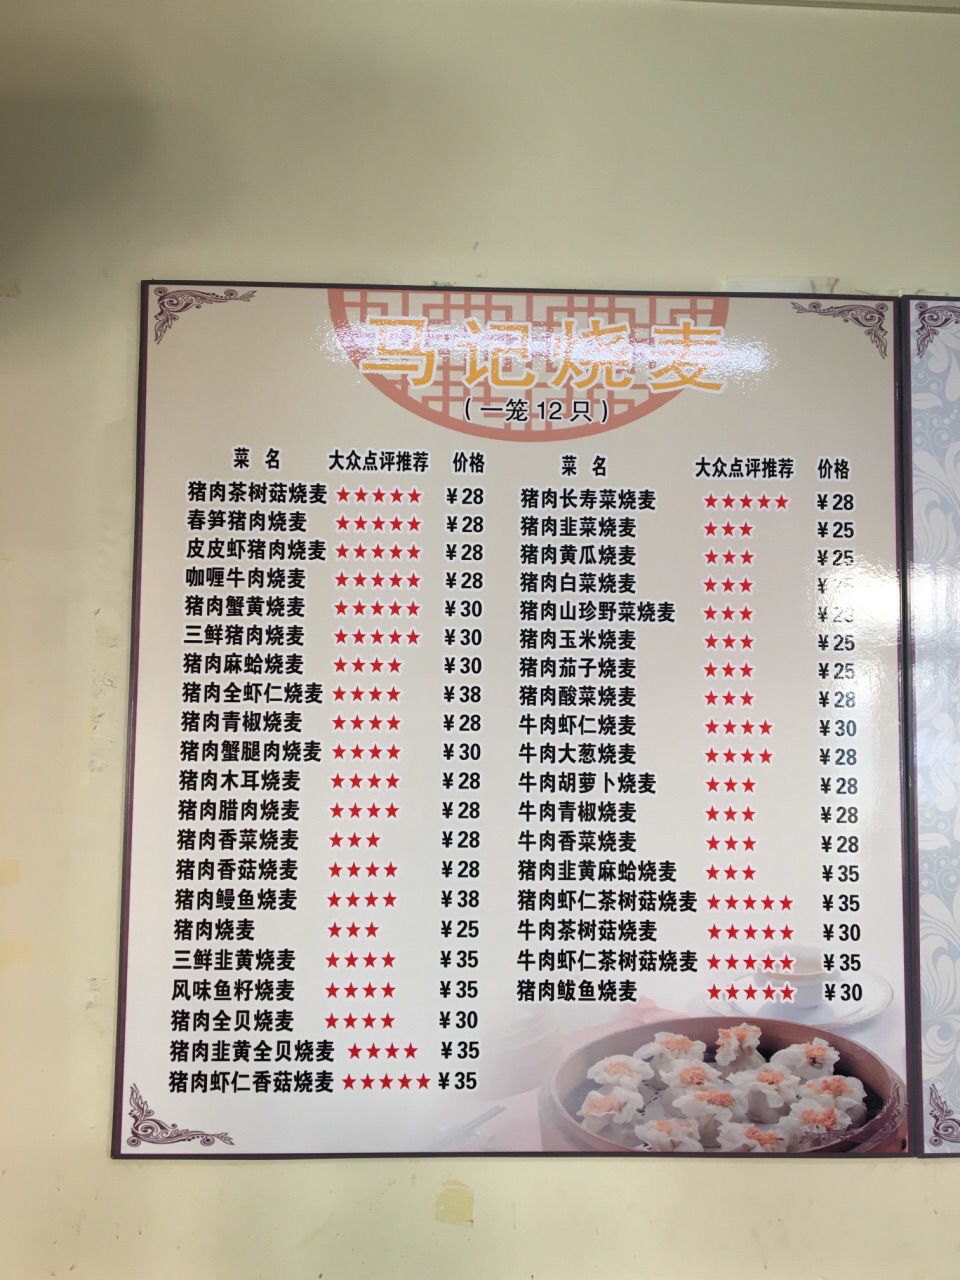 马记烧麦
(一笼12只)
菜 名 大众点评推荐 价格
猪肉茶树菇烧麦 ★★★★★ ¥28
春笋猪肉烧麦 ★★★★★ ¥28
皮皮虾猪肉烧麦 ★★★★★ ¥28
咖喱牛肉烧麦 ★★★★★ ¥28
猪肉蟹黄烧麦 ★★★★★ ¥30
三鲜猪肉烧麦 ★★★★★ ¥30
猪肉麻蛤烧麦 ★★★★ ¥30
猪肉全虾仁烧麦 ★★★★ ¥38
猪肉青椒烧麦 ★★★★ ¥28
猪肉蟹腿肉烧麦 ★★★★ ¥30
猪肉木耳烧麦 ★★★★ ¥28
猪肉腊肉烧麦 ★★★★ ¥28
猪肉香菜烧麦 ★★★ ¥28
猪肉香菇烧麦 ★★★★ ¥28
猪肉鳗鱼烧麦 ★★★★ ¥38
猪肉烧麦 ★★★ ¥25
三鲜韭黄烧麦 ★★★★ ¥35
风味鱼籽烧麦 ★★★★ ¥35
猪肉全贝烧麦 ★★★★ ¥30
猪肉韭黄全贝烧麦 ★★★★ ¥35
猪肉虾仁香菇烧麦 ★★★★★ ¥35
菜 名 大众点评推荐 价格
猪肉长寿菜烧麦 ★★★★★ ¥28
猪肉韭菜烧麦 ★★★ ¥25
猪肉黄瓜烧麦 ★★★ ¥25
猪肉白菜烧麦 ★★★
猪肉山珍野菜烧麦 ★★★
猪肉玉米烧麦 ★★★ ¥25
猪肉茄子烧麦 ★★★ ¥25
猪肉酸菜烧麦 ★★★ ¥28
牛肉虾仁烧麦 ★★★★ ¥30
牛肉大葱烧麦 ★★★★ ¥28
牛肉胡萝卜烧麦 ★★★ ¥28
牛肉青椒烧麦 ★★★ ¥28
牛肉香菜烧麦 ★★★ ¥28
猪肉韭黄麻蛤烧麦 ★★★ ¥35
猪肉虾仁茶树菇烧麦 ★★★★★ ¥35
牛肉茶树菇烧麦 ★★★★★ ¥30
牛肉虾仁茶树菇烧麦 ★★★★★ ¥35
猪肉鲅鱼烧麦 ★★★★★ ¥30